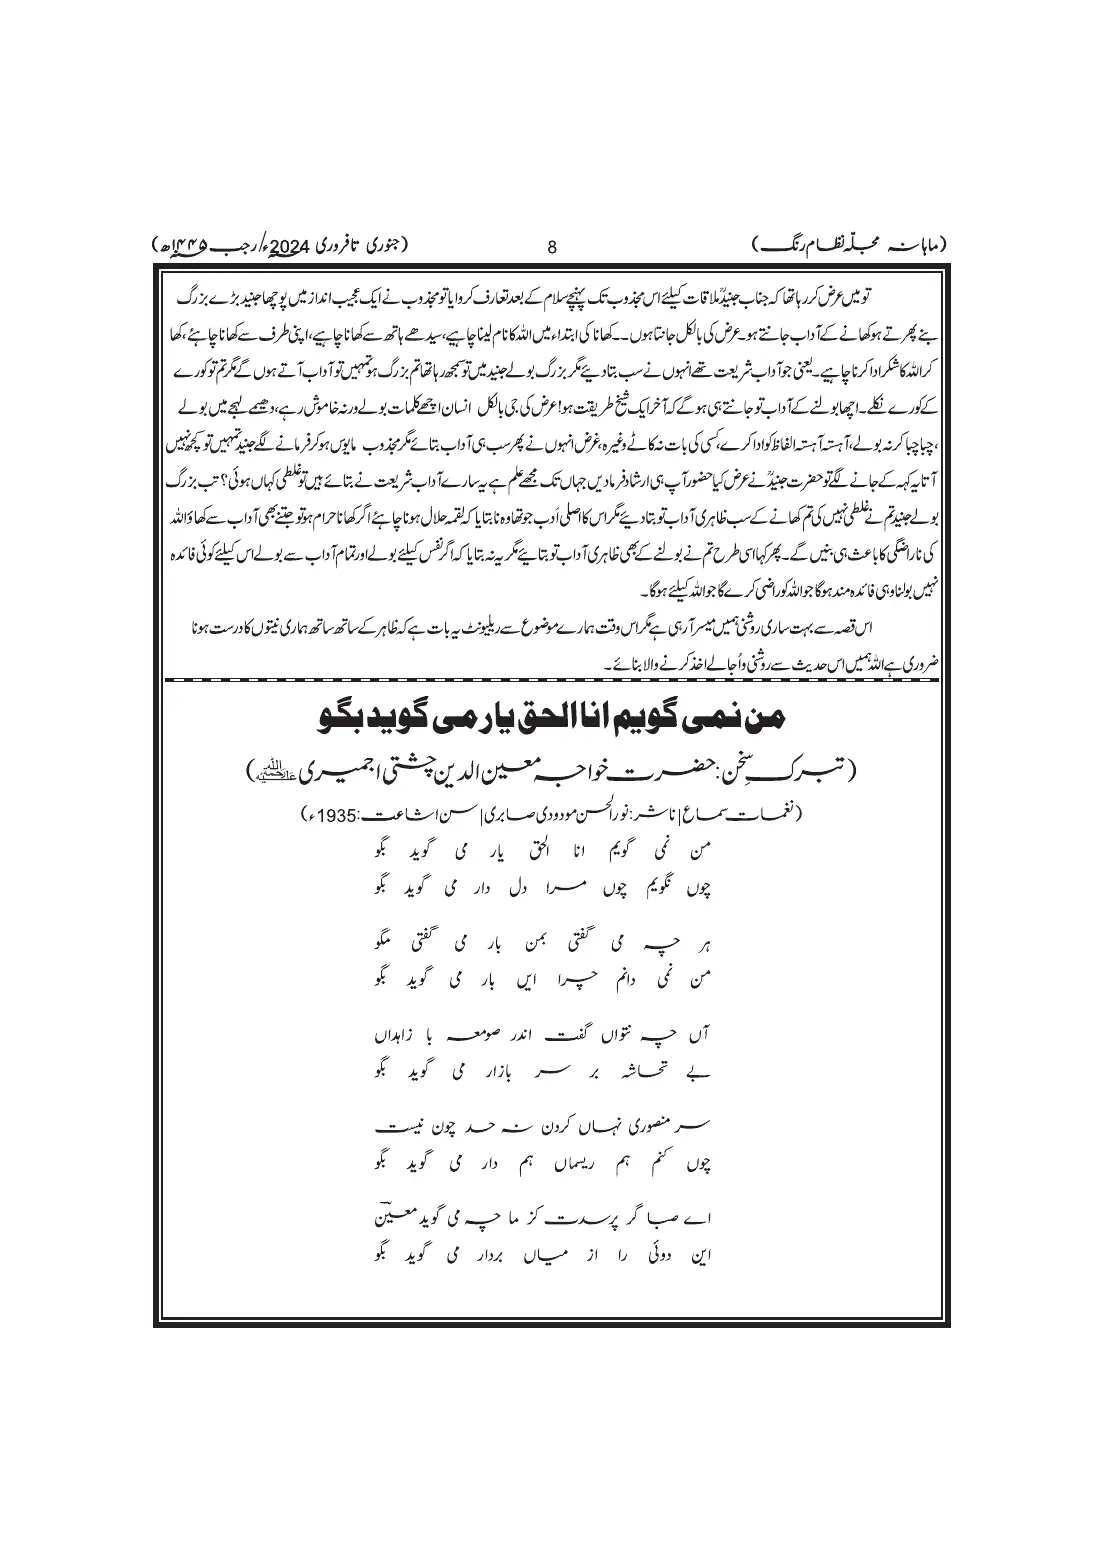 (ماہانہ مجلّہ نظام رنگ)
8
(جنوری تا فروری 2024ء/رجب ۱۴۴۵ھ)
تو میں عرض کر رہا تھا کہ جناب جنیدؒ ملاقات کیلئے اس مجذوب تک پہنچے سلام کے بعد تعارف کروایا تو مجذوب نے ایک عجیب انداز میں پوچھا جنید بڑے بزرگ
بنے پھرتے ہو کھانے کے آداب جانتے ہو۔ عرض کی بالکل جانتا ہوں۔۔ کھانا کی ابتداء میں اللہ کا نام لینا چاہیے، سیدھے ہاتھ سے کھانا چاہیے، اپنی طرف سے کھانا چاہئے، کھا
کر اللہ کا شکر ادا کرنا چاہیے۔ یعنی جو آداب شریعت تھے انہوں نے سب بتا دیئے مگر بزرگ بولے جنید میں تو سمجھ رہا تھا تم بزرگ ہو تمہیں تو آداب آتے ہوں گے مگر تم تو کورے
کے کورے نکلے۔ اچھا بولنے کے آداب تو جانتے ہی ہو گے کہ آخر ایک شیخ طریقت ہو! عرض کی جی بالکل انسان اچھے کلمات بولے ورنہ خاموش رہے، دھیمے لہجے میں بولے
،چبا چبا کر نہ بولے، آہستہ آہستہ الفاظ کو ادا کرے، کسی کی بات نہ کاٹے وغیرہ، غرض انہوں نے پھر سب ہی آداب بتائے مگر مجذوب مایوس ہو کر فرمانے لگے جنید تمہیں تو کچھ نہیں
آتا یہ کہہ کے جانے لگے تو حضرت جنیدؒ نے عرض کیا حضور آپ ہی ارشاد فرما دیں جہاں تک مجھے علم ہے یہ سارے آداب شریعت نے بتائے ہیں تو غلطی کہاں ہوئی؟ تب بزرگ
بولے جنید تم نے غلطی نہیں کی تم کھانے کے سب ظاہری آداب تو بتا دیئے مگر اس کا اصلی اَدب جو تھا وہ نا بتایا کہ لقمہ حلال ہونا چاہئے اگر کھانا حرام ہو تو جتنے بھی آداب سے کھاؤ اللہ
کی ناراضگی کا باعث ہی بنیں گے۔ پھر کہا اسی طرح تم نے بولنے کے بھی ظاہری آداب تو بتائے مگر یہ نہ بتایا کہ اگر نفس کیلئے بولے اور تمام آداب سے بولے اس کیلئے کوئی فائدہ
نہیں بولنا وہی فائدہ مند ہو گا جو اللہ کو راضی کرے گا جو اللہ کیلئے ہو گا۔
اس قصہ سے بہت ساری روشنی ہمیں میسر آرہی ہے مگر اس وقت ہمارے موضوع سے ریلیونٹ یہ بات ہے کہ ظاہر کے ساتھ ساتھ ہماری نیتوں کا درست ہونا
ضروری ہے اللہ ہمیں اس حدیث سے روشنی و اُجالے اخذ کرنے والا بنائے۔
من نمی گویم انا الحق یار می گوید بگو
(تبرک سُخن: حضرت خواجہ معین الدین چشتی اجمیری رحمۃ اللہ علیہ)
(نغمات سماع|ناشر: نور الحسن مودودی صابری|سن اشاعت:1935ء)
من نمی گویم انا الحق یار می گوید بگو
چوں نگویم چوں مرا دل دار می گوید بگو
ہر چہ می گفتی بمن بار می گفتی مگو
من نمی دانم چرا ایں بار می گوید بگو
آں چہ نتواں گفت اندر صومعہ با زاہداں
بے تحاشہ بر سر بازار می گوید بگو
سر منصوری نہاں کردن نہ حد چون نیست
چوں کنم ہم ریسماں ہم دار می گوید بگو
اے صبا گر پرسدت کز ما چہ می گوید معینؔ
این دوئی را از میاں بردار می گوید بگو